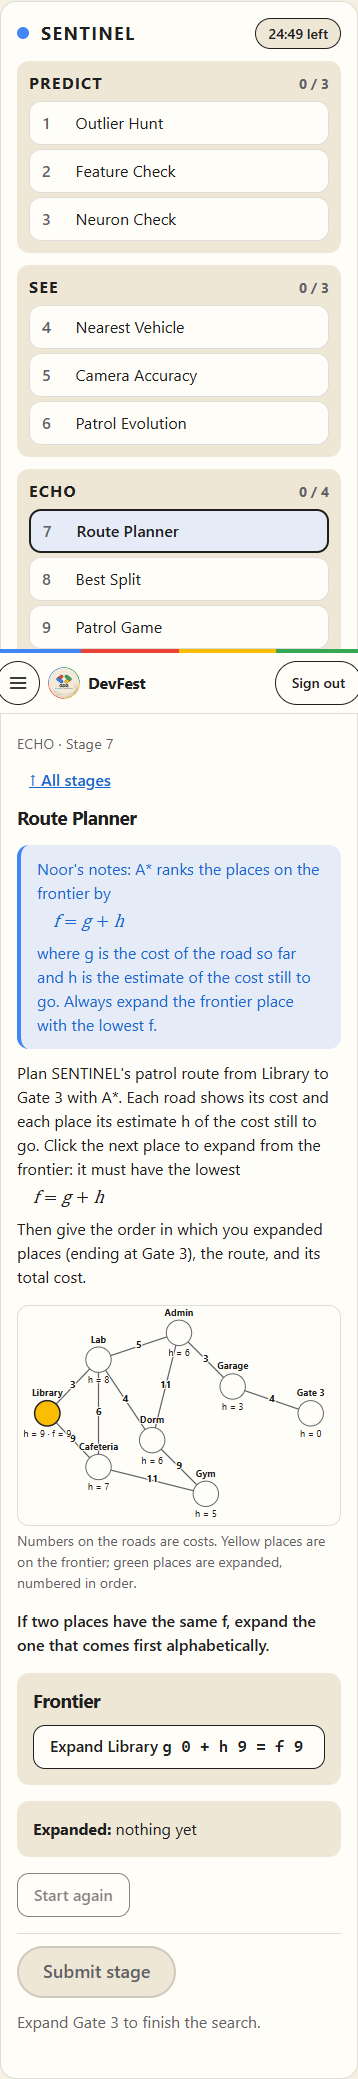 SENTINEL
24:49 left
PREDICT
0 / 3
1 Outlier Hunt
2 Feature Check
3 Neuron Check
SEE
0 / 3
4 Nearest Vehicle
5 Camera Accuracy
6 Patrol Evolution
ECHO
0 / 4
7 Route Planner
8 Best Split
9 Patrol Game
DevFest
Sign out
ECHO · Stage 7
↑ All stages
Route Planner
Noor's notes: A* ranks the places on the
frontier by
f = g + h
where g is the cost of the road so far
and h is the estimate of the cost still to
go. Always expand the frontier place
with the lowest f.
Plan SENTINEL's patrol route from Library to
Gate 3 with A*. Each road shows its cost and
each place its estimate h of the cost still to
go. Click the next place to expand from the
frontier: it must have the lowest
f = g + h
Then give the order in which you expanded
places (ending at Gate 3), the route, and its
total cost.
Admin
Lab
5
h = 6
3
Garage
h = 8
3
Library
11
4
4
Gate 3
h = 3
6
Dorm
h = 0
h = 9 · f = 9
9
Cafeteria
h = 6
9
Gym
h = 7
11
h = 5
Numbers on the roads are costs. Yellow places are
on the frontier; green places are expanded,
numbered in order.
If two places have the same f, expand the
one that comes first alphabetically.
Frontier
Expand Library g 0 + h 9 = f 9
Expanded: nothing yet
Start again
Submit stage
Expand Gate 3 to finish the search.